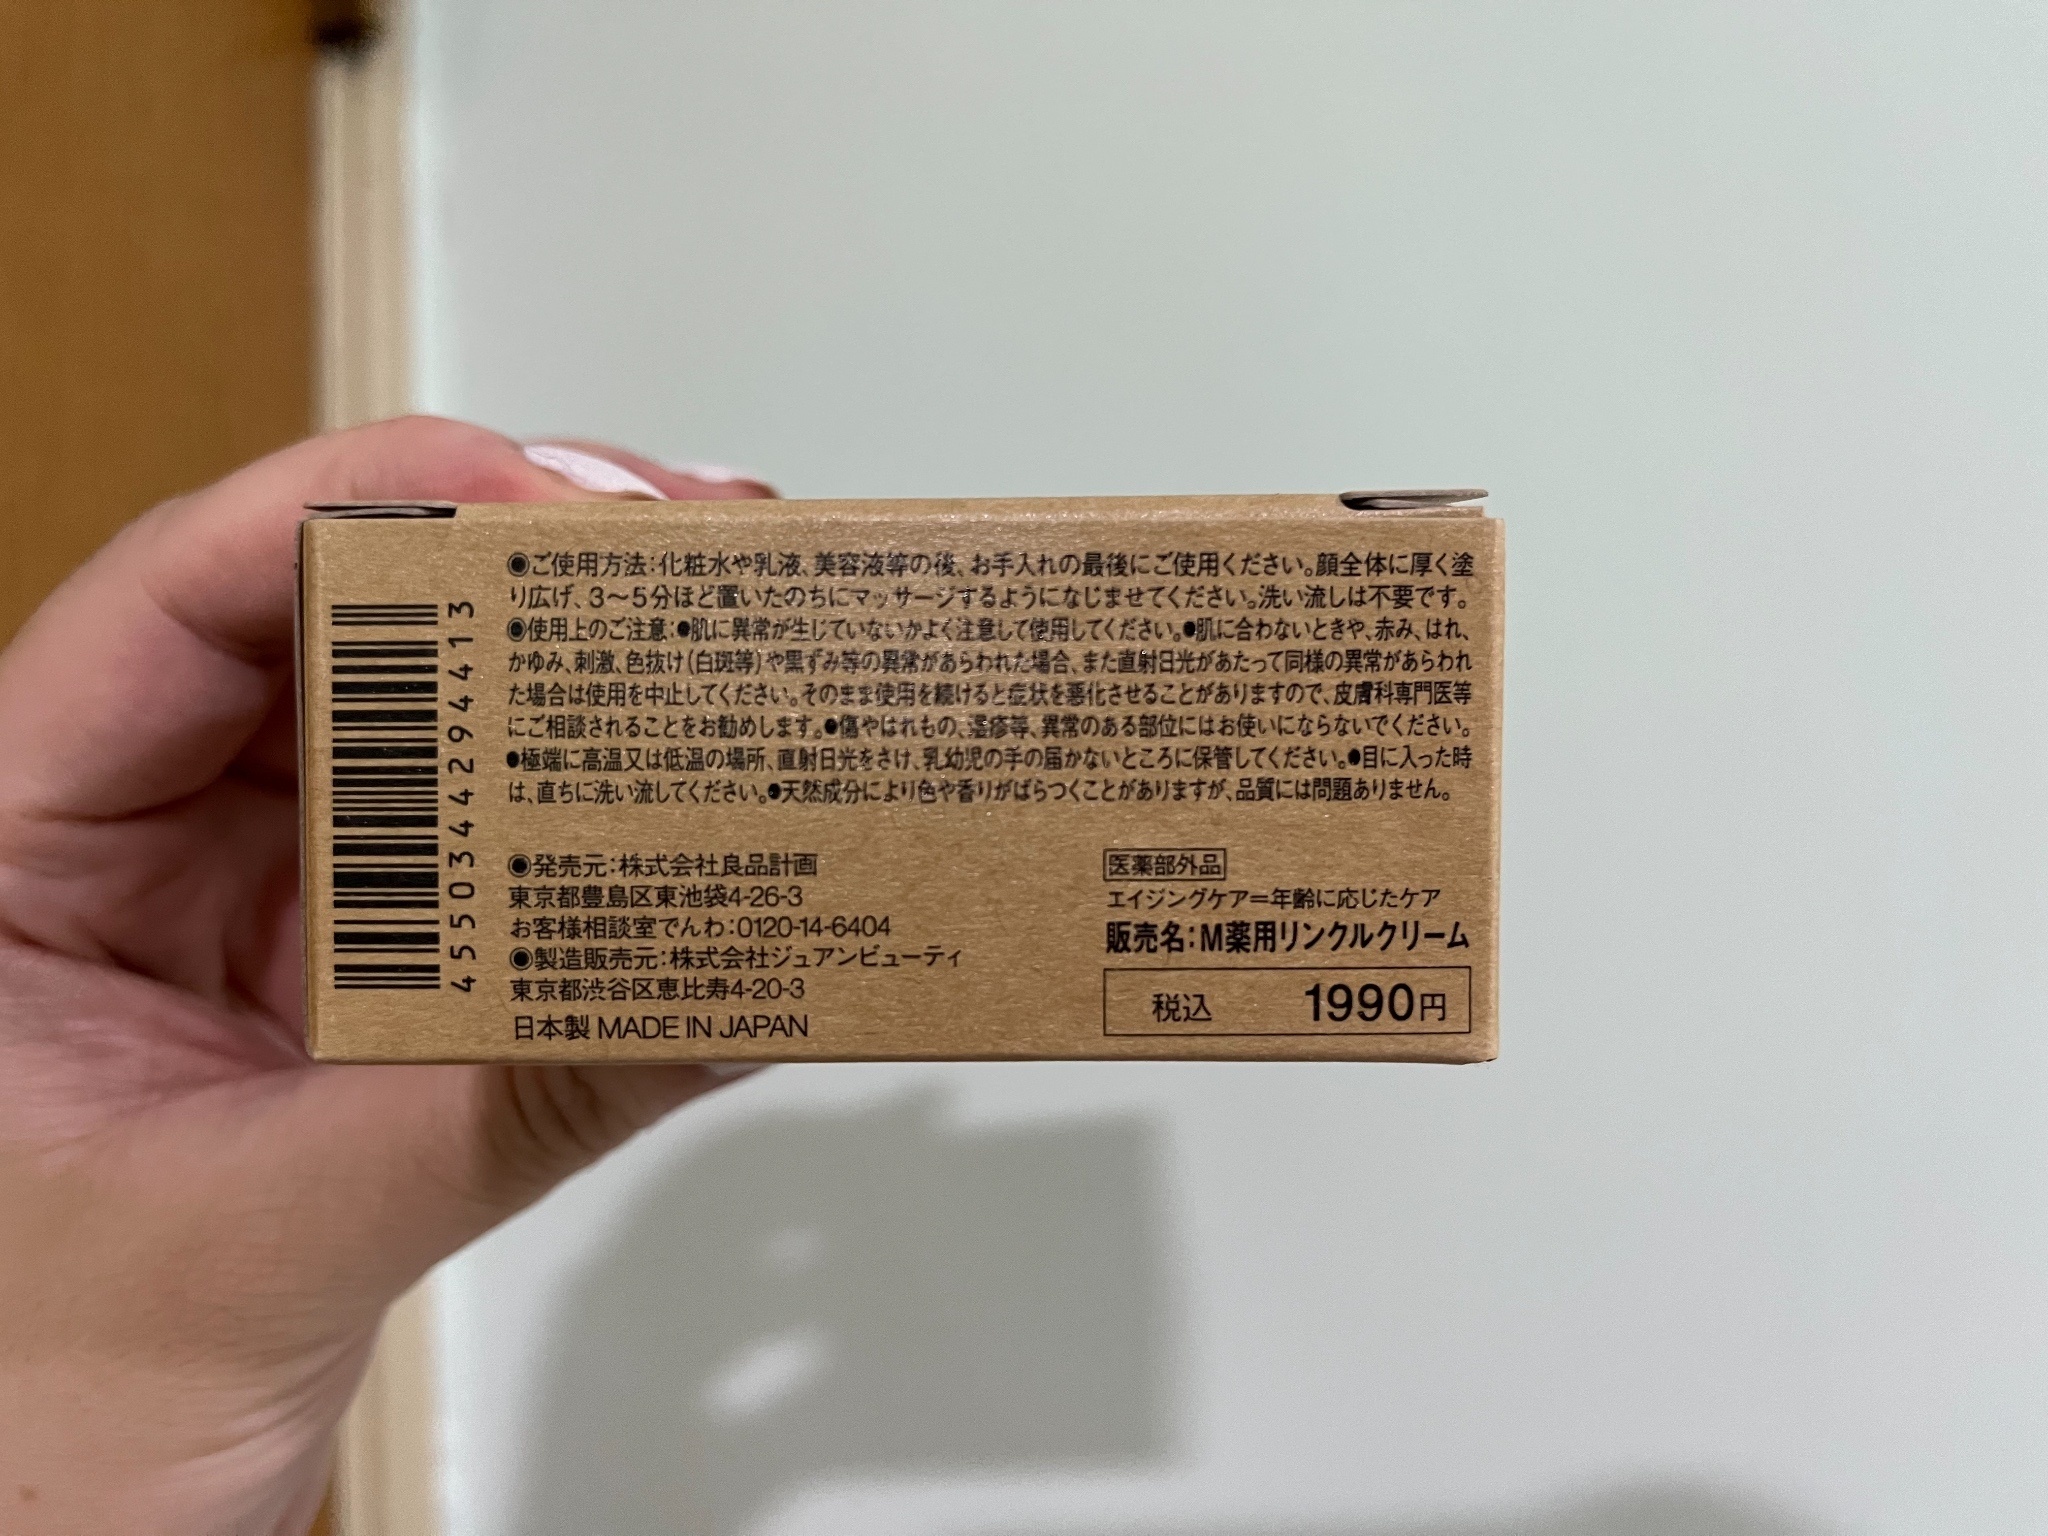 ◉ご使用方法:化粧水や乳液、美容液等の後、お手入れの最後にご使用ください。顔全体に厚く塗
り広げ、3〜5分ほど置いたのちにマッサージするようになじませてください。洗い流しは不要です。
◉使用上のご注意:●肌に異常が生じていないかよく注意して使用してください。●肌に合わないときや、赤み、はれ、
かゆみ、刺激、色抜け(白斑等)や黒ずみ等の異常があらわれた場合、また直射日光があたって同様の異常があらわれ
た場合は使用を中止してください。そのまま使用を続けると症状を悪化させることがありますので、皮膚科専門医等
にご相談されることをお勧めします。●傷やはれもの、湿疹等、異常のある部位にはお使いにならないでください。
●極端に高温又は低温の場所、直射日光をさけ、乳幼児の手の届かないところに保管してください。●目に入った時
は、直ちに洗い流してください。●天然成分により色や香りがばらつくことがありますが、品質には問題ありません。
◉発売元:株式会社良品計画
東京都豊島区東池袋4-26-3
お客様相談室でんわ:0120-14-6404
◉製造販売元:株式会社ジュアンビューティ
東京都渋谷区恵比寿4-20-3
日本製 MADE IN JAPAN
医薬部外品
エイジングケア=年齢に応じたケア
販売名:M薬用リンクルクリーム
税込 1990円
4550344294413